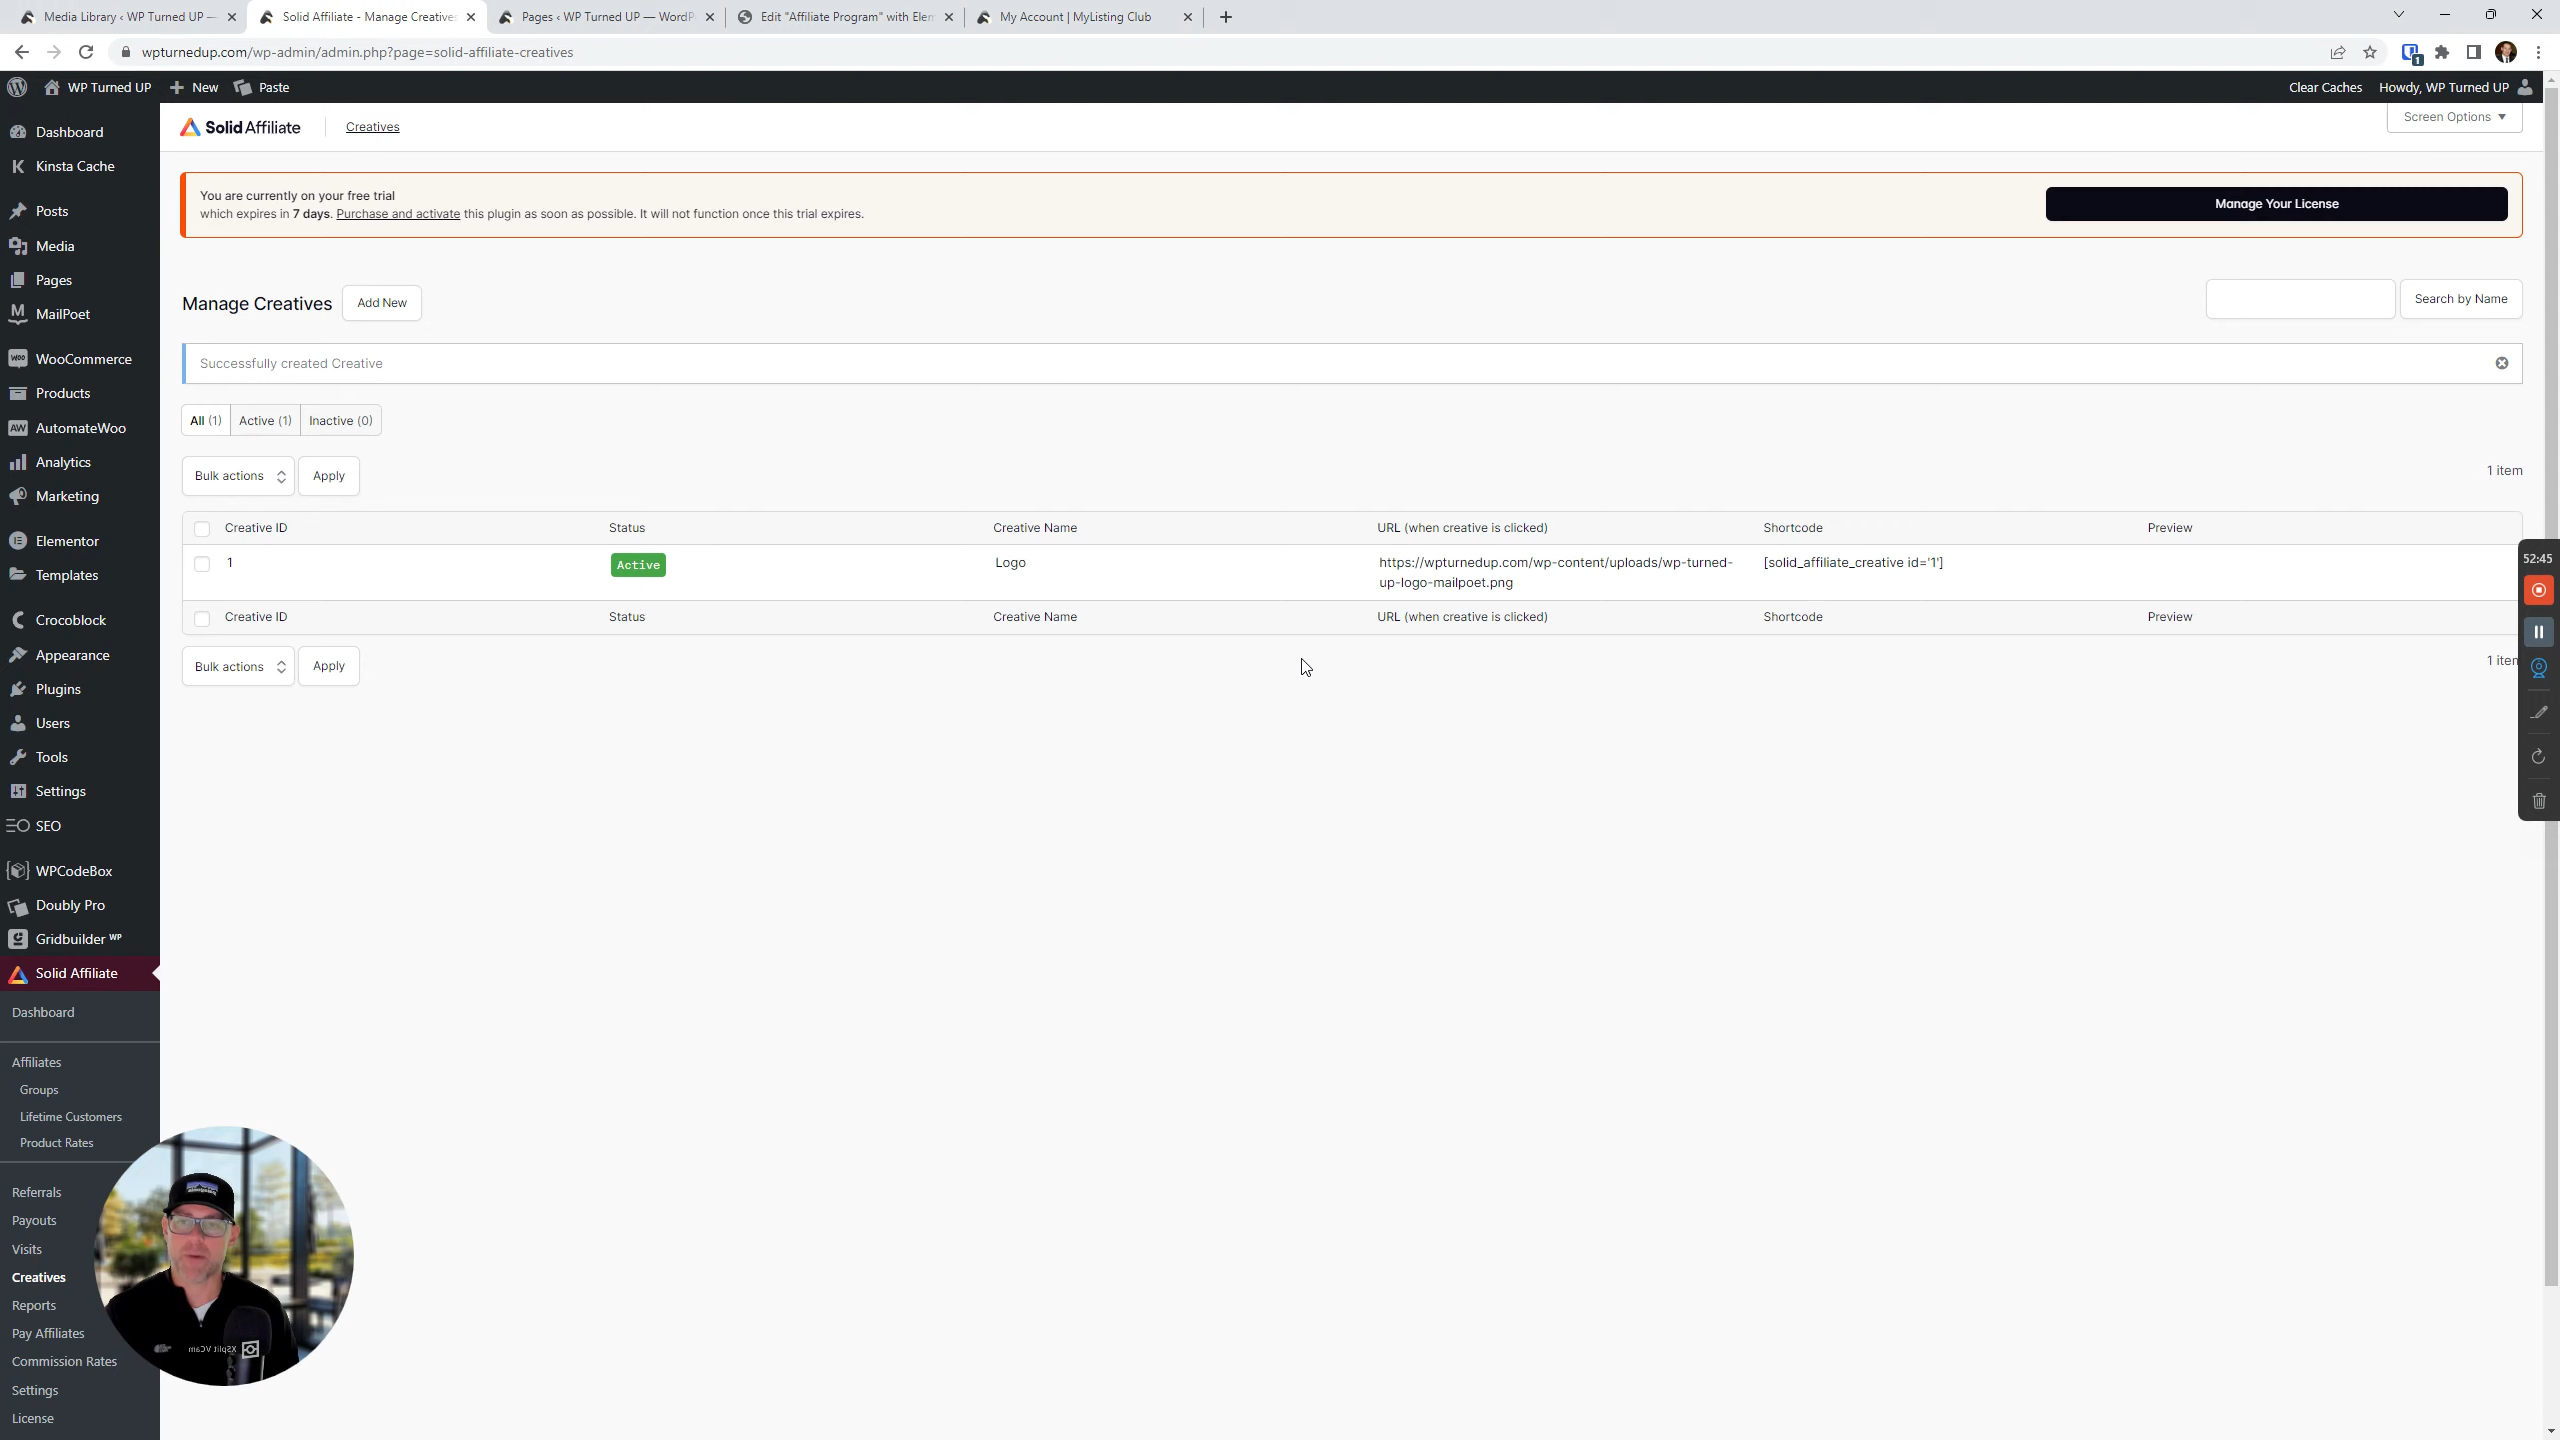 Media Library ‹ WP Turned UP —
Solid Affiliate - Manage Creatives
Pages ‹ WP Turned UP — WordP
Edit "Affiliate Program" with Elem
My Account | MyListing Club
wpturnedup.com/wp-admin/admin.php?page=solid-affiliate-creatives
1
WP Turned UP
New
Paste
Clear Caches
Howdy, WP Turned UP
Dashboard
Kinsta Cache
Posts
Media
Pages
MailPoet
WooCommerce
Products
AutomateWoo
Analytics
Marketing
Elementor
Templates
Crocoblock
Appearance
Plugins
Users
Tools
Settings
SEO
WPCodeBox
Doubly Pro
Gridbuilder WP
Solid Affiliate
Dashboard
Affiliates
Groups
Lifetime Customers
Product Rates
Referrals
Payouts
Visits
Creatives
Reports
Pay Affiliates
Commission Rates
Settings
License
Solid Affiliate
Creatives
Screen Options
You are currently on your free trial
which expires in 7 days. Purchase and activate this plugin as soon as possible. It will not function once this trial expires.
Manage Your License
Manage Creatives
Add New
Search by Name
Successfully created Creative
All (1)
Active (1)
Inactive (0)
Bulk actions
Apply
1 item
Creative ID Status Creative Name URL (when creative is clicked) Shortcode Preview
1 Active Logo https://wpturnedup.com/wp-content/uploads/wp-turned- [solid_affiliate_creative id='1']
up-logo-mailpoet.png
Creative ID Status Creative Name URL (when creative is clicked) Shortcode Preview
Bulk actions
Apply
1 item
52:45
XSplit VCam